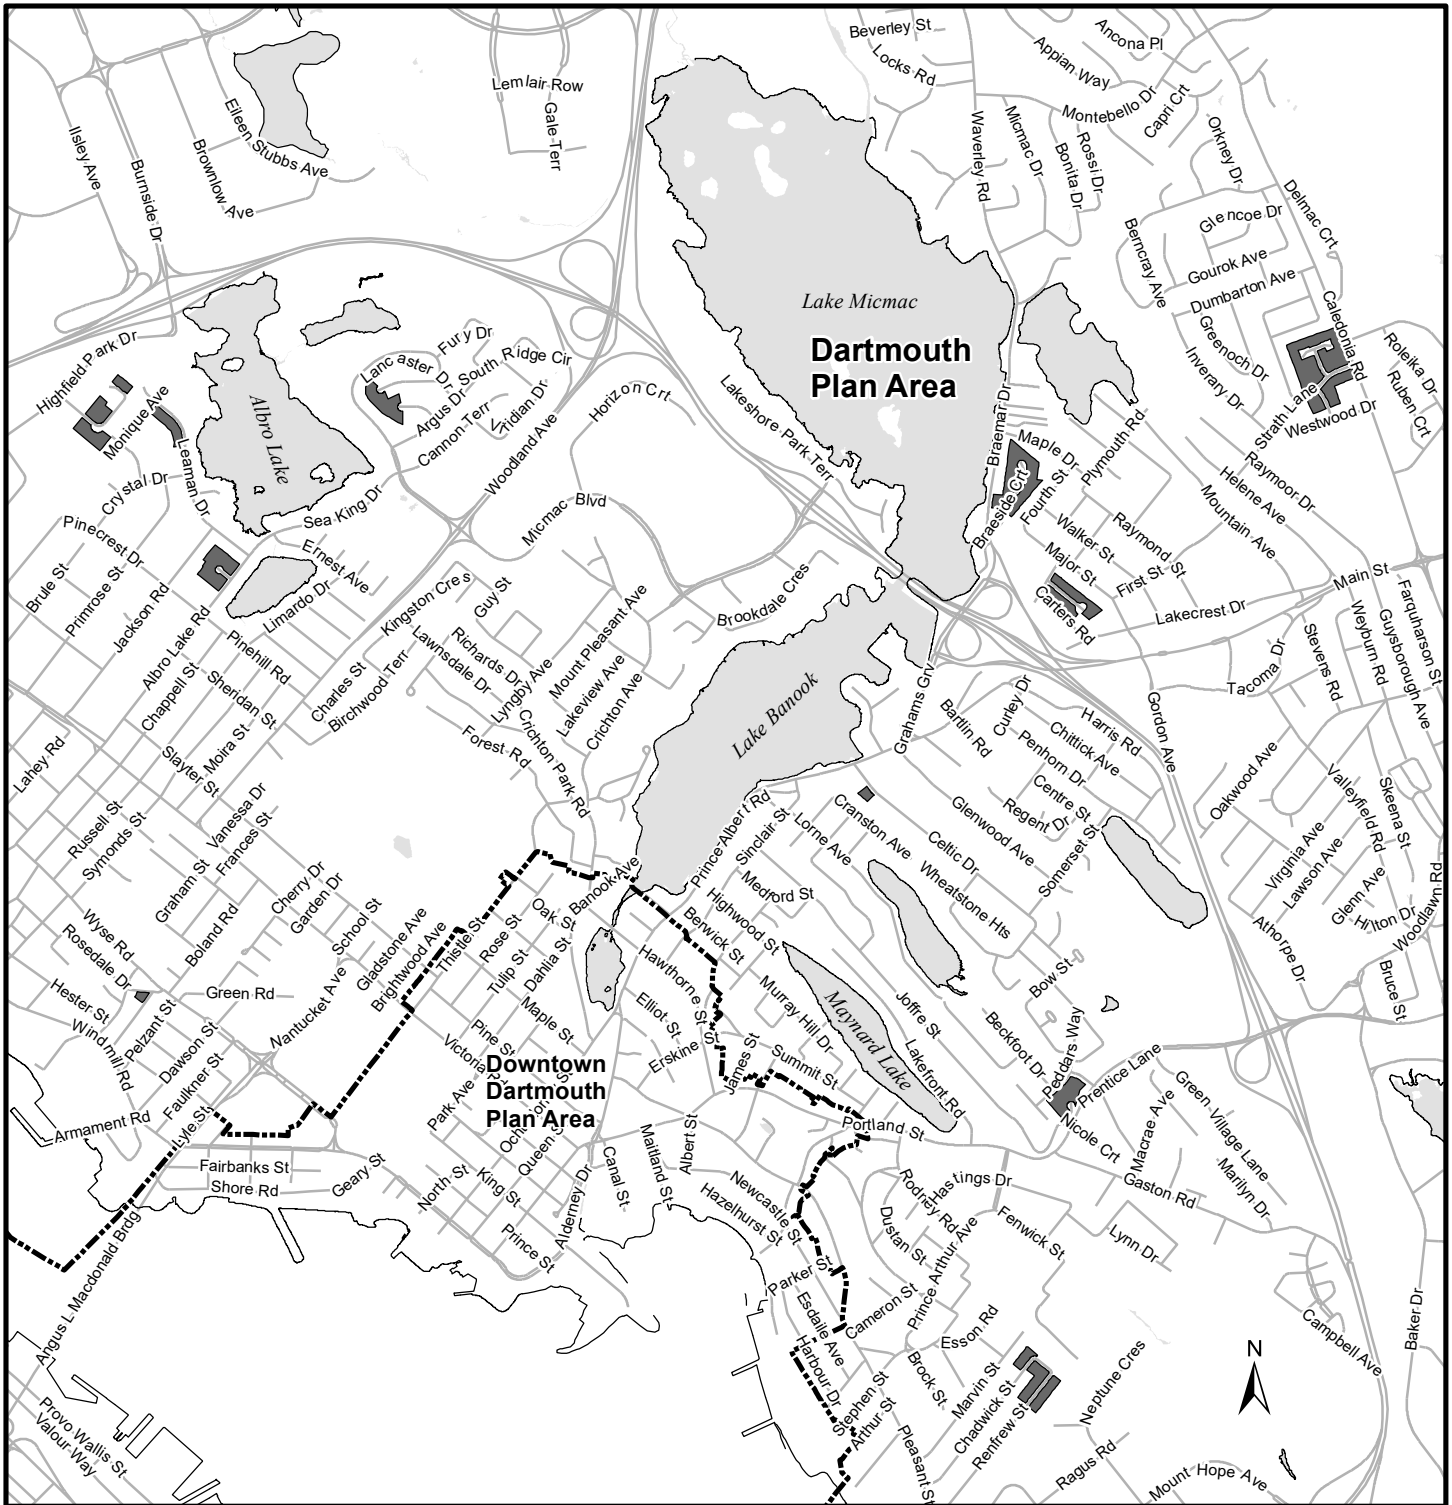 Beverley St
Ancona Pl
Locks Rd
Appian Way
Lemlair Row
Gale Terr
Montebello Dr
Capri Crt
Ilsley Ave
Burnside Dr
Brownlow Ave
Eileen Stubbs Ave
Waverley Rd
Micmac Dr
Bonita Dr
Rossi Dr
Orkney Dr
Delmac Crt
Glencoe Dr
Berncray Ave
Gourok Ave
Dumbarton Ave
Lake Micmac
Dartmouth
Plan Area
Caledonia Rd
Greenoch Dr
Inverary Dr
Roleika Dr
Ruben Crt
Strath Lane
Westwood Dr
Highfield Park Dr
Monique Ave
Leaman Dr
Crystal Dr
Albro Lake
Fury Dr
Lancaster Dr
South Ridge Cir
Argus Dr
Cannon Terr
Viridian Dr
Woodland Ave
Horizon Crt
Lakeshore Park Terr
Braemar Dr
Maple Dr
Plymouth Rd
Fourth St
Braeside Crt
Raymoor Dr
Helene Ave
Mountain Ave
Sea King Dr
Micmac Blvd
Pinecrest Dr
Brule St
Primrose St
Jackson Rd
Ernest Ave
Limardo Dr
Albro Lake Rd
Pinehill Rd
Kingston Cres
Guy St
Walker St
Raymond St
Major St
First St
Carters Rd
Main St
Lakecrest Dr
Farquharson St
Guysborough Ave
Weyburn Rd
Stevens Rd
Tacoma Dr
Brookdale Cres
Richards Dr
Lawnsdale Dr
Lyngby Ave
Mount Pleasant Ave
Lakeview Ave
Crichton Ave
Chappell St
Sheridan St
Charles St
Birchwood Terr
Moira St
Slayter St
Forest Rd
Crichton Park Rd
Lake Banook
Grahams Grv
Bartlin Rd
Curley Dr
Harris Rd
Chittick Ave
Penhorn Dr
Gordon Ave
Centre St
Regent Dr
Glenwood Ave
Somerset St
Oakwood Ave
Valleyfield Rd
Skeena St
Virginia Ave
Lawson Ave
Glenn Ave
Hilton Dr
Woodlawn Rd
Athorpe Dr
Bruce St
Lahey Rd
Russell St
Symonds St
Vanessa Dr
Frances St
Graham St
Cherry Dr
Garden Dr
School St
Boland Rd
Wyse Rd
Rosedale Dr
Gladstone Ave
Brightwood Ave
Thistle St
Prince Albert Rd
Sinclair St
Lorne Ave
Cranston Ave
Celtic Dr
Wheatstone Hts
Medford St
Highwood St
Berwick St
Banook Ave
Oak St
Rose St
Tulip St
Dahlia St
Hawthorne St
Elliot St
Erskine St
Murray Hill Dr
Maynard Lake
Joffre St
Lakefront Rd
Beckfoot Dr
Bow St
Peddars Way
Prentice Lane
Nicole Crt
Macrae Ave
Green Village Lane
Marilyn Dr
Hester St
Windmill Rd
Pelzant St
Green Rd
Nantucket Ave
Dawson St
Faulkner St
Lyle St
Armament Rd
Maple St
Pine St
Park Ave
Downtown
Dartmouth
Plan Area
Queen St
James St
Summit St
Portland St
Fairbanks St
Shore Rd
Geary St
North St
King St
Prince St
Alderney Dr
Canal St
Maitland St
Albert St
Newcastle St
Hazelhurst St
Rodney Rd
Hastings Dr
Gaston Rd
Dustan St
Prince Arthur Ave
Fenwick St
Lynn Dr
Parker St
Esdaile Ave
Cameron St
Esson Rd
Harbour Dr S
Brock St
Stephen St
Arthur St
Marvin St
Chadwick St
Renfrew St
Neptune Cres
Pleasant St
Ragus Rd
Mount Hope Ave
Campbell Ave
Baker Dr
N
Angus L Macdonald Brdg
Provo Wallis St
Valour Way